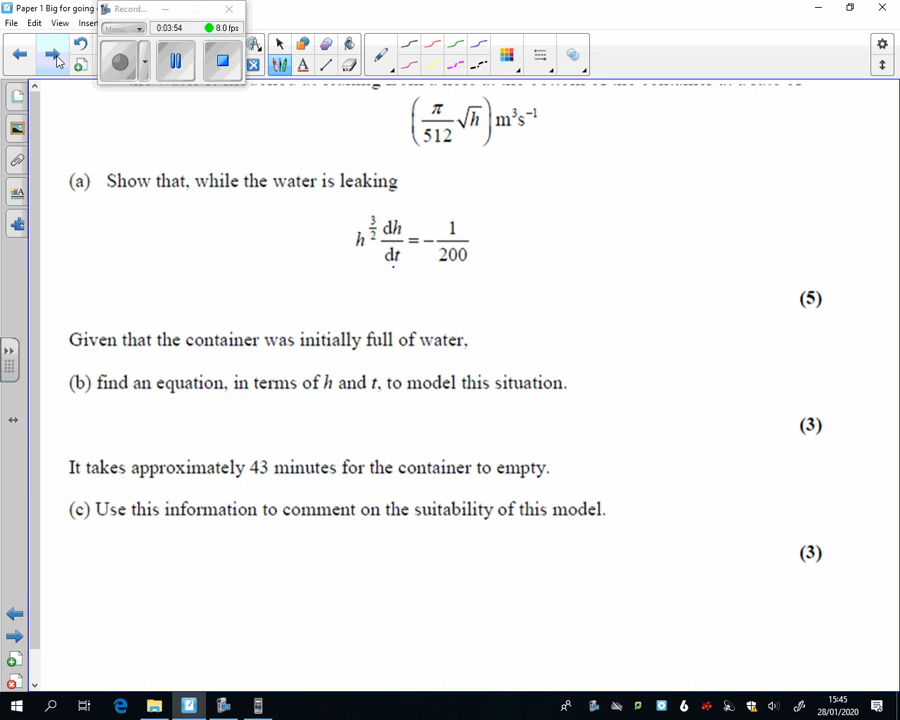 Paper 1 Big for going
Record...
File Edit View Inser
Menu
0:03:54
8.0 fps
(π/512 √h) m³s⁻¹
(a) Show that, while the water is leaking
h^(3/2) dh/dt = − 1/200
(5)
Given that the container was initially full of water,
(b) find an equation, in terms of h and t, to model this situation.
(3)
It takes approximately 43 minutes for the container to empty.
(c) Use this information to comment on the suitability of this model.
(3)
15:45
28/01/2020